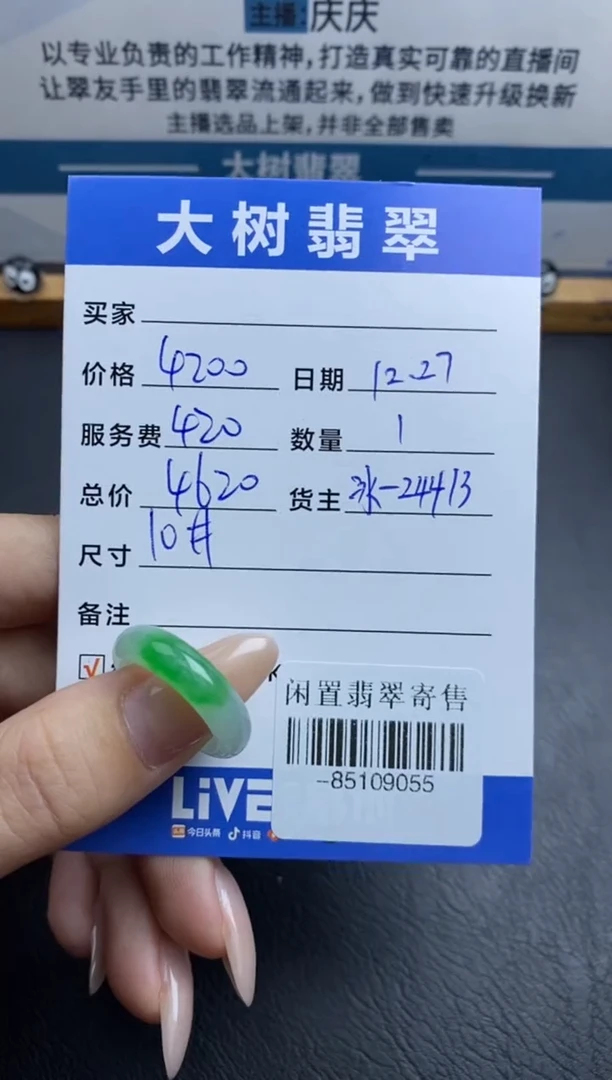 主播:庆庆
以专业负责的工作精神,打造真实可靠的直播间
让翠友手里的翡翠流通起来,做到快速升级换新
主播选品上架,并非全部售卖
大树翡翠
大树翡翠
买家
价格 4200 日期 12.27
服务费 420 数量 1
总价 4620 货主 冰-24413
尺寸 10#
备注
√
闲置翡翠寄售
-85109055
LiVE
今日头条 抖音